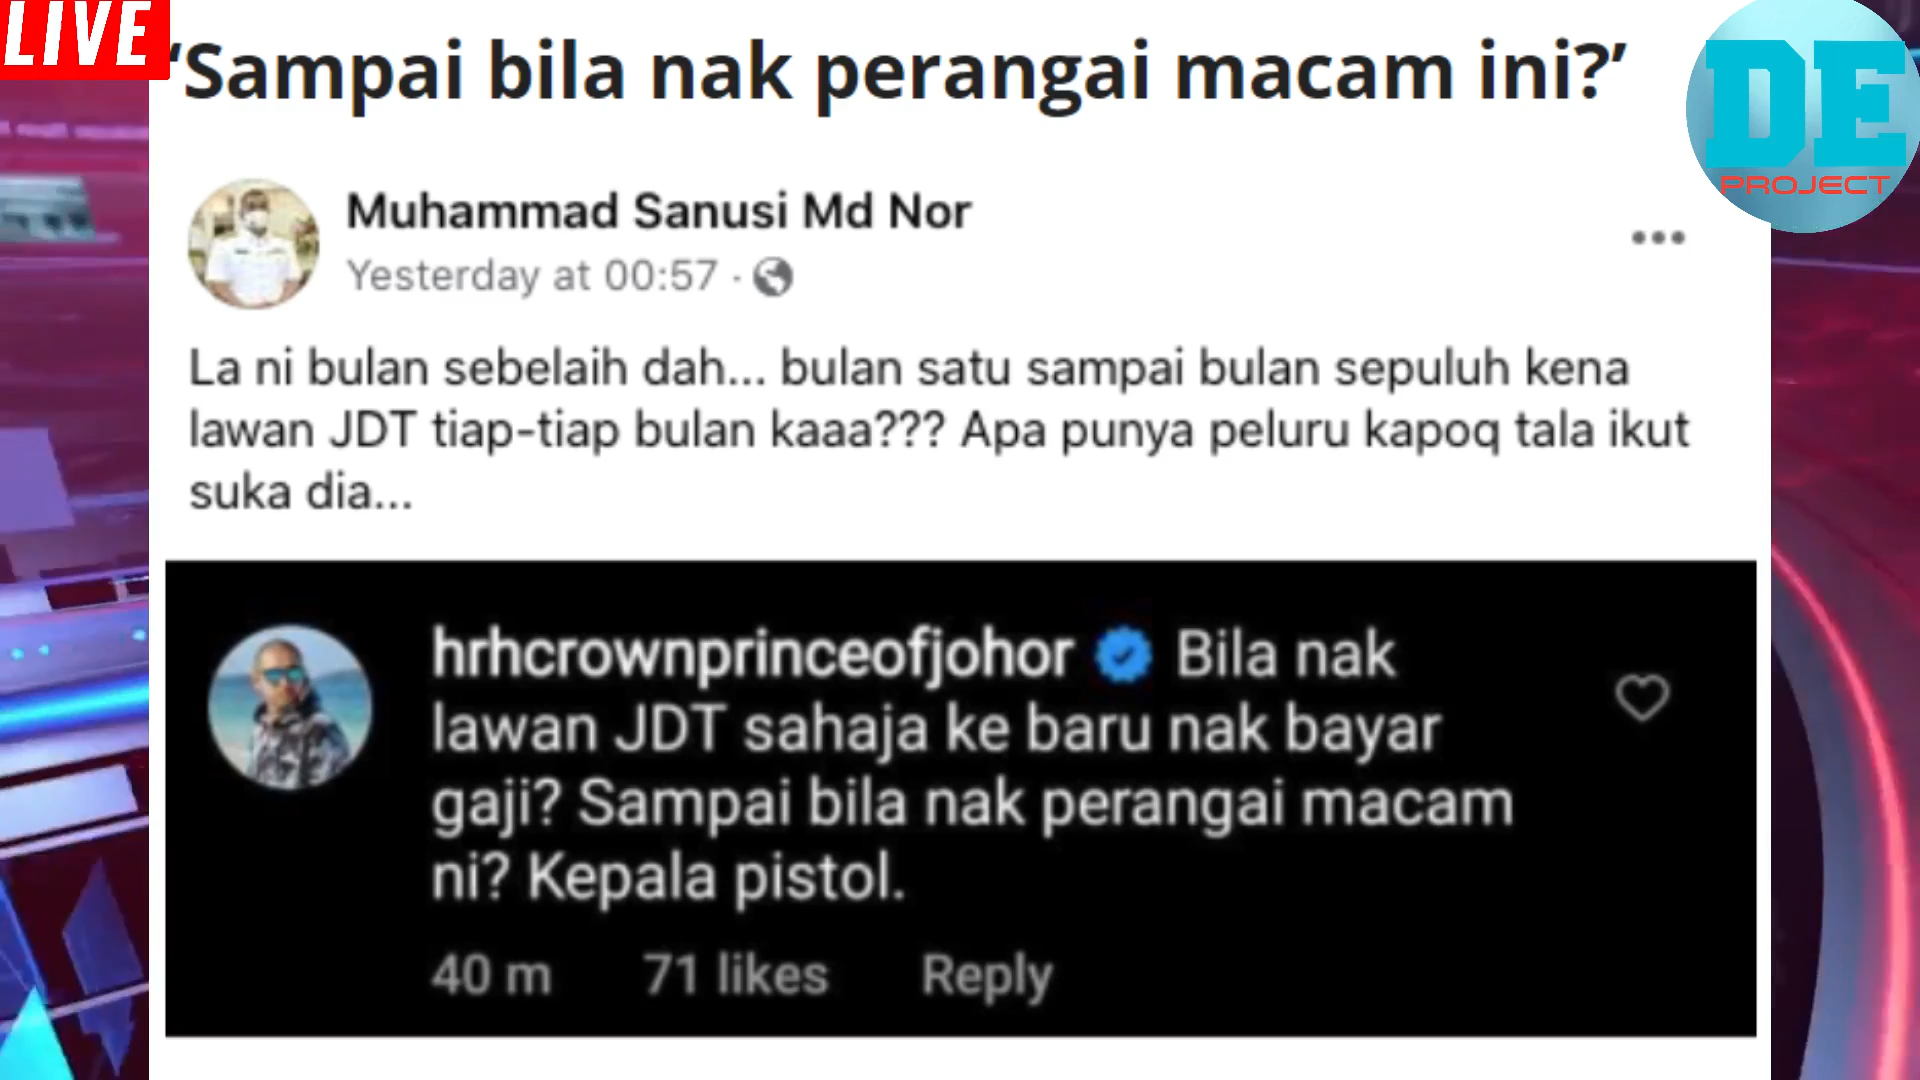 LIVE
‘Sampai bila nak perangai macam ini?’
DE
PROJECT
Muhammad Sanusi Md Nor
Yesterday at 00:57 ·
La ni bulan sebelaih dah... bulan satu sampai bulan sepuluh kena
lawan JDT tiap-tiap bulan kaaa??? Apa punya peluru kapoq tala ikut
suka dia...
hrhcrownprinceofjohor Bila nak
lawan JDT sahaja ke baru nak bayar
gaji? Sampai bila nak perangai macam
ni? Kepala pistol.
40 m 71 likes Reply